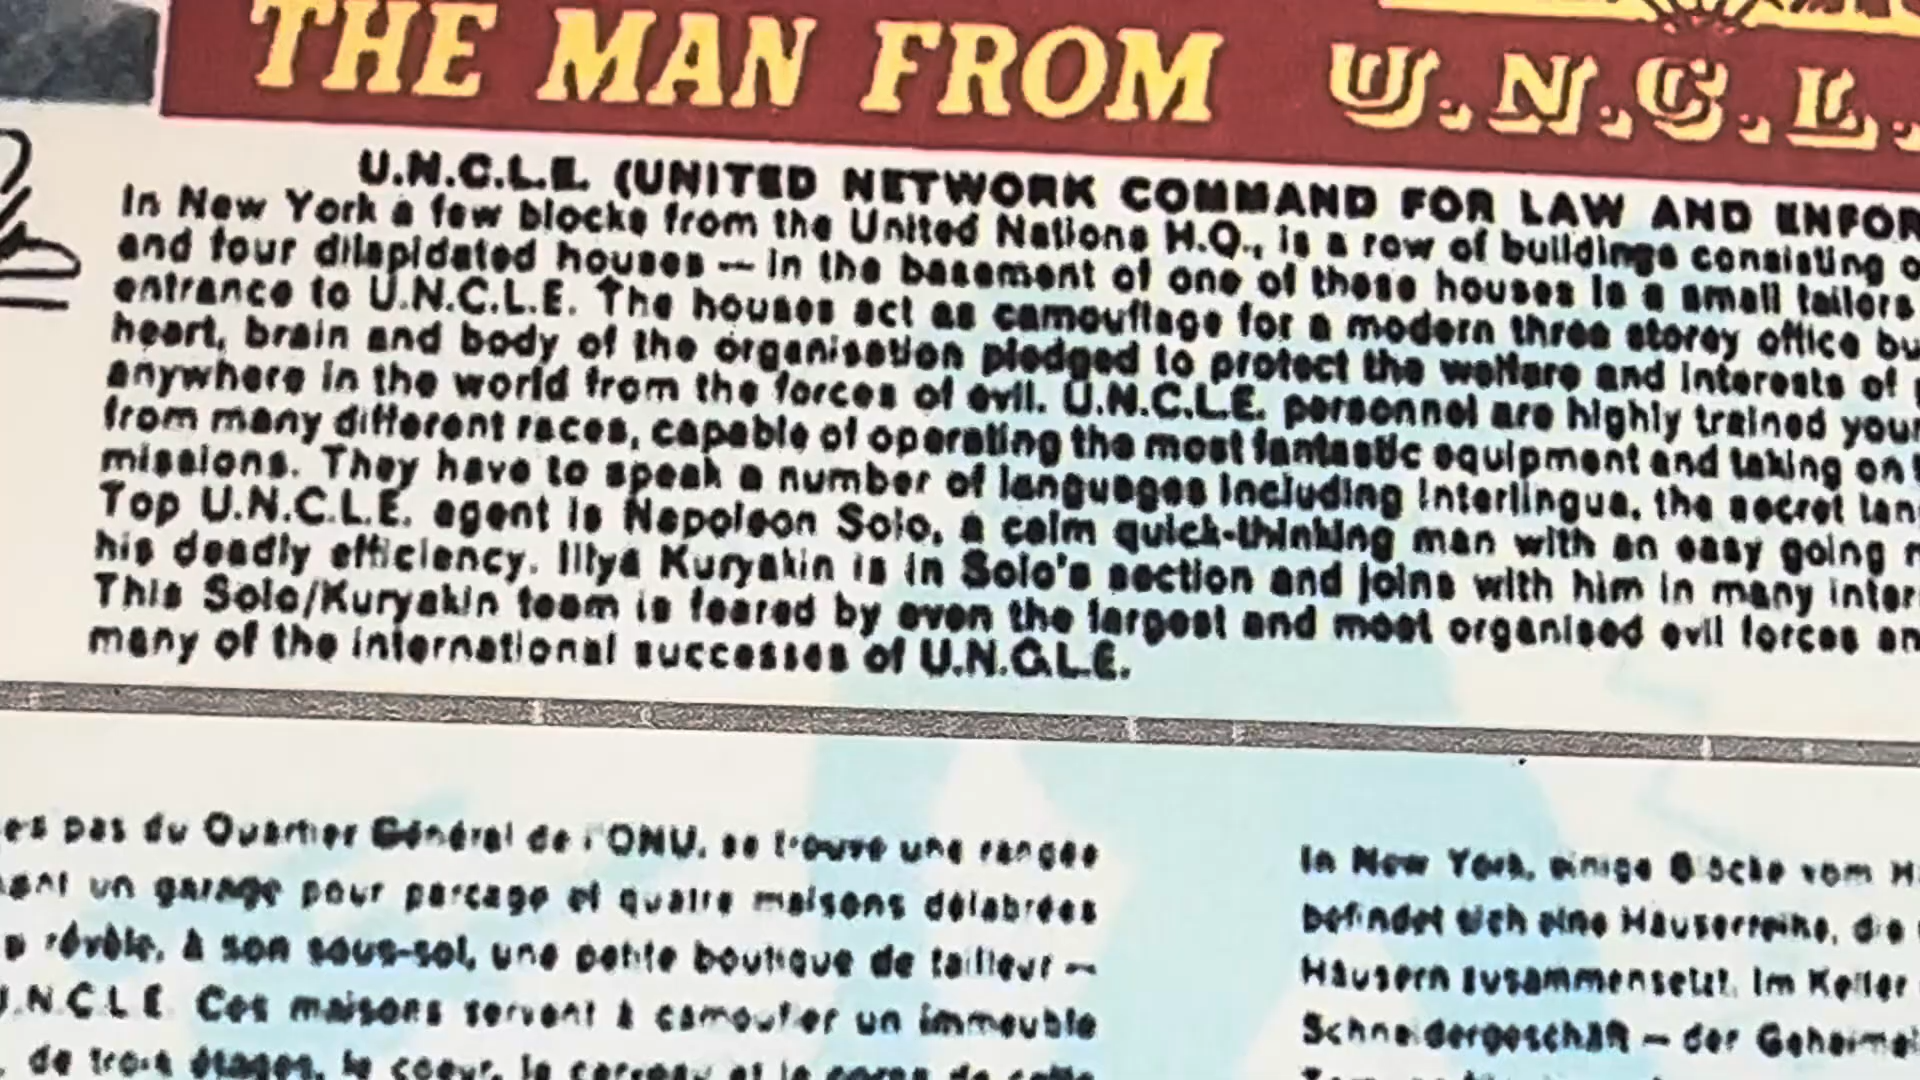 THE MAN FROM U.N.C.L.
U.N.C.L.E. (UNITED NETWORK COMMAND FOR LAW AND ENFOR
In New York a few blocks from the United Nations H.Q., is a row of buildings consisting o
and four dilapidated houses — in the basement of one of these houses is a small tailors
entrance to U.N.C.L.E. The houses act as camouflage for a modern three storey office bu
heart, brain and body of the organisation pledged to protect the welfare and interests of
anywhere in the world from the forces of evil. U.N.C.L.E. personnel are highly trained youn
from many different races, capable of operating the most fantastic equipment and taking on
missions. They have to speak a number of languages including Interlingua, the secret lan
Top U.N.C.L.E. agent is Napoleon Solo, a calm quick-thinking man with an easy going
his deadly efficiency. Illya Kuryakin is in Solo's section and joins with him in many inter
This Solo/Kuryakin team is feared by even the largest and most organised evil forces an
many of the international successes of U.N.C.L.E.
es pas du Quartier Général de l'ONU, se trouve une rangée
ant un garage pour parcage et quatre maisons délabrées
révèle, à son sous-sol, une petite boutique de tailleur —
U.N.C.L.E. Ces maisons servent à camoufler un immeuble
de trois étages, le coeur, le cerveau et le corps de cette
In New York, einige Blocke vom H
befindet sich eine Häuserreihe, die
Häusern zusammensetzt. Im Keller
Schneidergeschäft — der Geheimei